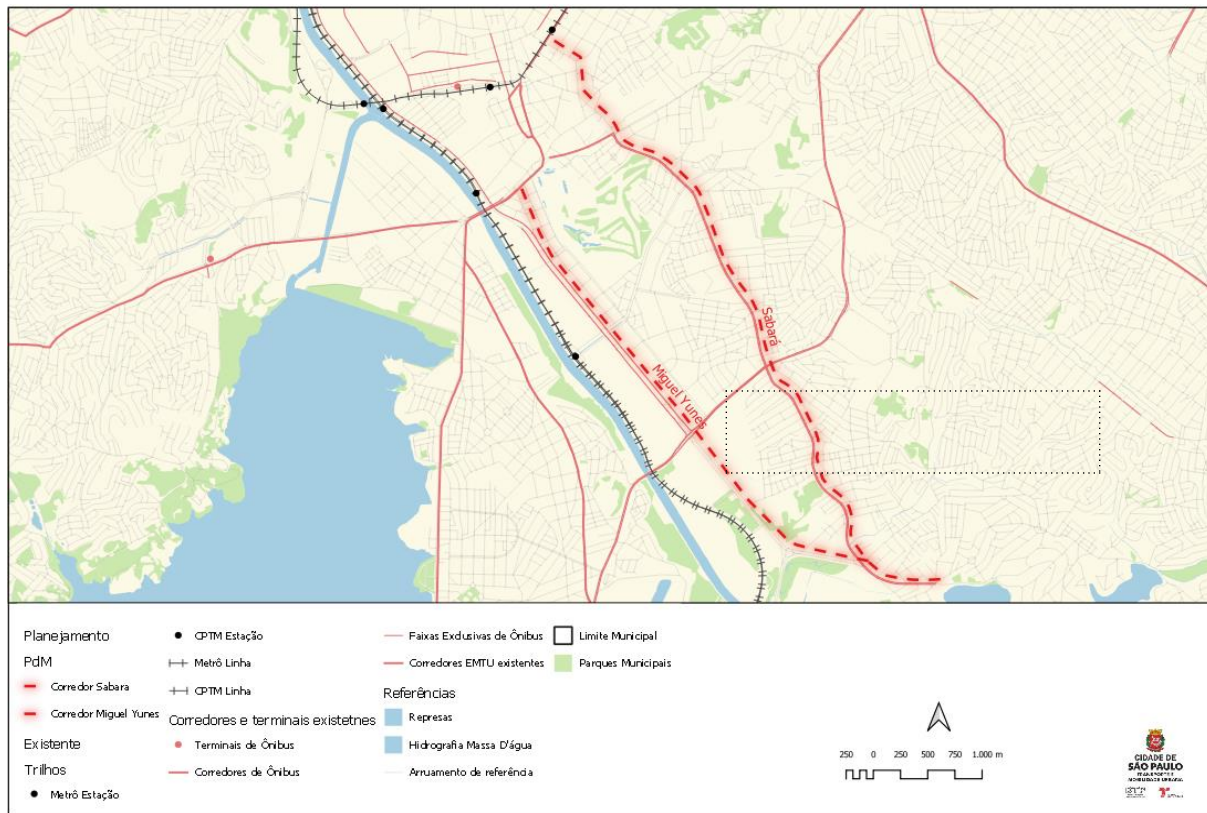 Sabará
Miguel Yunes
Planejamento
PdM
Corredor Sabara
Corredor Miguel Yunes
Existente
Trilhos
Metrô Estação
CPTM Estação
Metrô Linha
CPTM Linha
Corredores e terminais existetnes
Terminais de Ônibus
Corredores de Ônibus
Faixas Exclusivas de Ônibus
Corredores EMTU existentes
Referências
Represas
Hidrografia Massa D'água
Arruamento de referência
Limite Municipal
Parques Municipais
250 0 250 500 750 1.000 m
CIDADE DE
SÃO PAULO
TRANSPORTE E
MOBILIDADE URBANA